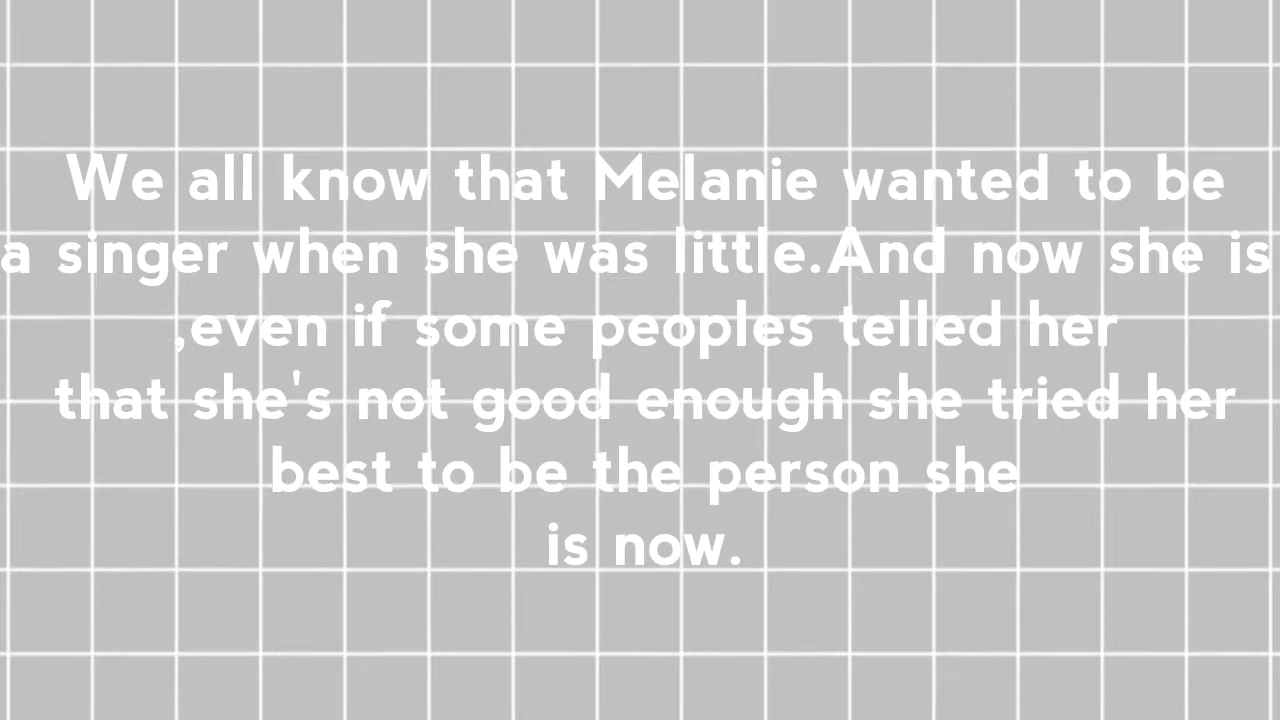 We all know that Melanie wanted to be
a singer when she was little.And now she is
,even if some peoples telled her
that she's not good enough she tried her
best to be the person she
is now.